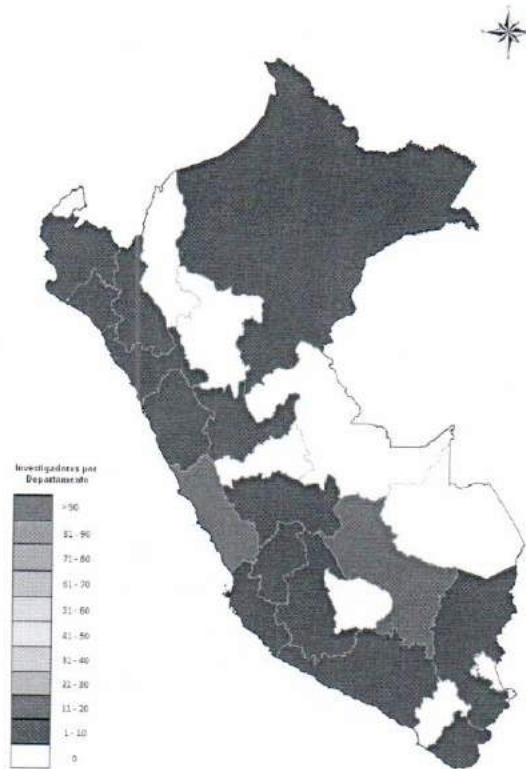 Investigadores por
Departamento
>90
81 - 90
71 - 80
61 - 70
51 - 60
41 - 50
31 - 40
21 - 30
11 - 20
1 - 10
0